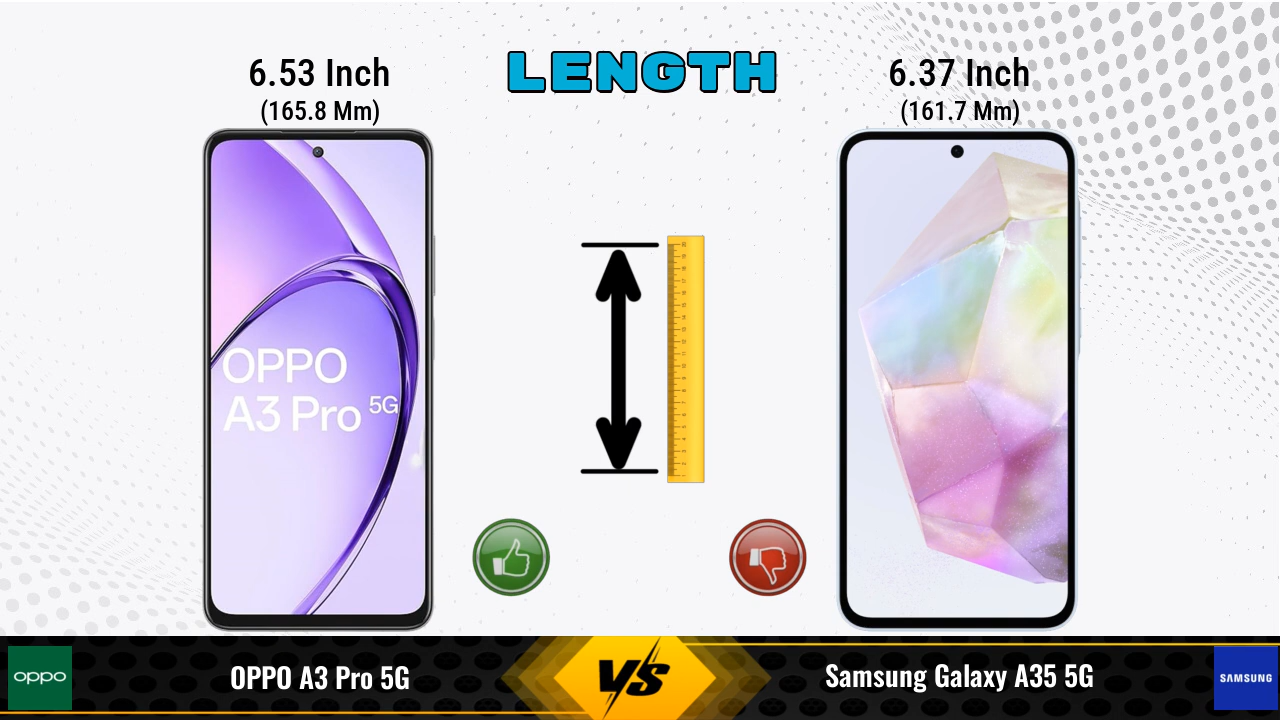 LENGTH
6.53 Inch
(165.8 Mm)
6.37 Inch
(161.7 Mm)
OPPO
A3 Pro 5G
oppo
OPPO A3 Pro 5G
VS
Samsung Galaxy A35 5G
SAMSUNG